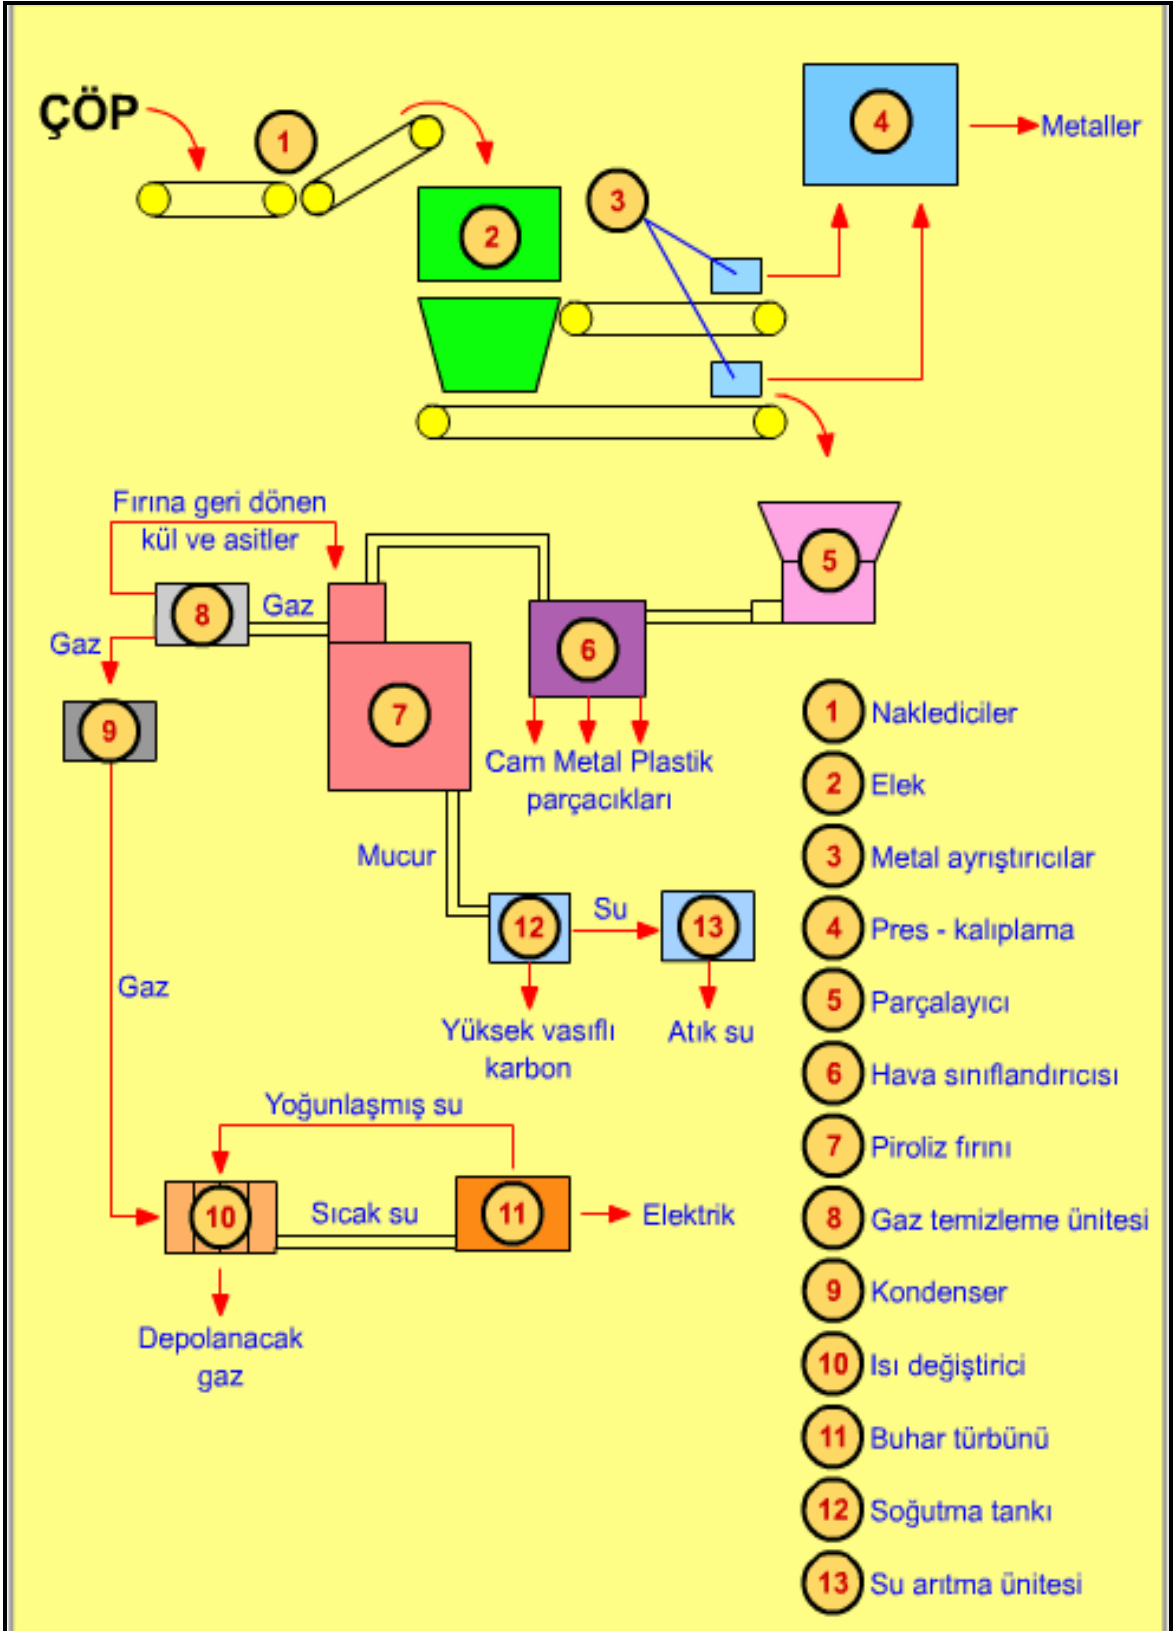 ÇÖP
1
2
3
4
Metaller
Fırına geri dönen
kül ve asitler
5
8
Gaz
Gaz
6
7
9
Cam Metal Plastik
parçacıkları
Mucur
12
Su
13
Gaz
Yüksek vasıflı
karbon
Atık su
Yoğunlaşmış su
10
Sıcak su
11
Elektrik
Depolanacak
gaz
1 Naklediciler
2 Elek
3 Metal ayrıştırıcılar
4 Pres - kalıplama
5 Parçalayıcı
6 Hava sınıflandırıcısı
7 Piroliz fırını
8 Gaz temizleme ünitesi
9 Kondenser
10 Isı değiştirici
11 Buhar türbünü
12 Soğutma tankı
13 Su arıtma ünitesi